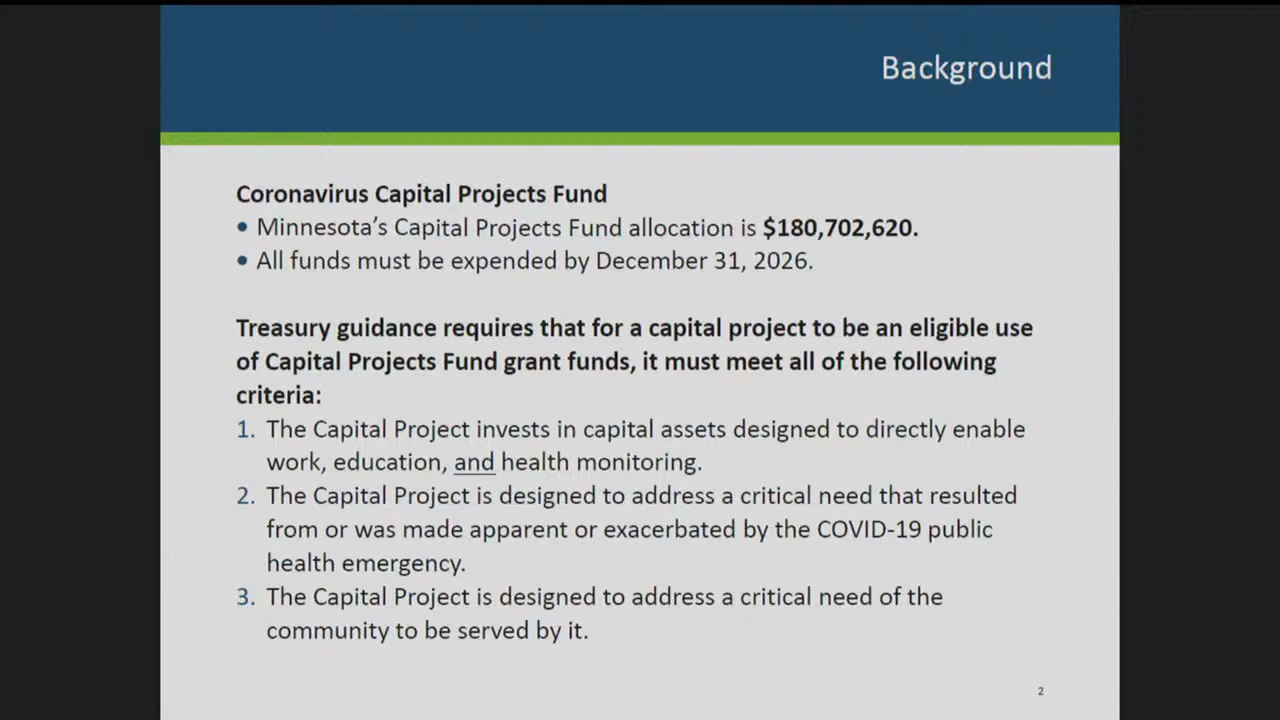 Background
Coronavirus Capital Projects Fund
• Minnesota’s Capital Projects Fund allocation is $180,702,620.
• All funds must be expended by December 31, 2026.
Treasury guidance requires that for a capital project to be an eligible use
of Capital Projects Fund grant funds, it must meet all of the following
criteria:
1. The Capital Project invests in capital assets designed to directly enable
work, education, and health monitoring.
2. The Capital Project is designed to address a critical need that resulted
from or was made apparent or exacerbated by the COVID-19 public
health emergency.
3. The Capital Project is designed to address a critical need of the
community to be served by it.
2